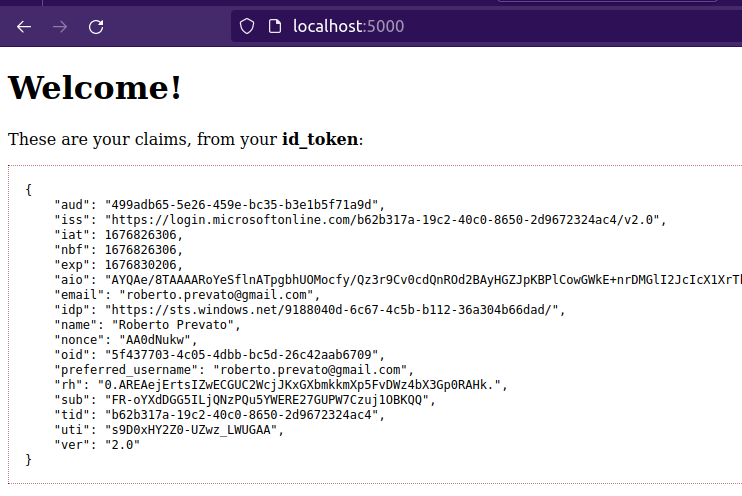 localhost:5000
Welcome!
These are your claims, from your id_token:
{
"aud": "499adb65-5e26-459e-bc35-b3e1b5f71a9d",
"iss": "https://login.microsoftonline.com/b62b317a-19c2-40c0-8650-2d9672324ac4/v2.0",
"iat": 1676826306,
"nbf": 1676826306,
"exp": 1676830206,
"aio": "AYQAe/8TAAAARoYeSflnATpgbhUOMocfy/Qz3r9Cv0cdQnROd2BAyHGZJpKBPlCowGWkE+nrDMGlI2JcIcX1XrTl
"email": "roberto.prevato@gmail.com",
"idp": "https://sts.windows.net/9188040d-6c67-4c5b-b112-36a304b66dad/",
"name": "Roberto Prevato",
"nonce": "AA0dNukw",
"oid": "5f437703-4c05-4dbb-bc5d-26c42aab6709",
"preferred_username": "roberto.prevato@gmail.com",
"rh": "0.AREAejErtsIZwECGUC2WcjJKxGXbmkkmXp5FvDWz4bX3Gp0RAHk.",
"sub": "FR-oYXdDGG5ILjQNzPQu5YWERE27GUPW7Czuj1OBKQQ",
"tid": "b62b317a-19c2-40c0-8650-2d9672324ac4",
"uti": "s9D0xHY2Z0-UZwz_LWUGAA",
"ver": "2.0"
}